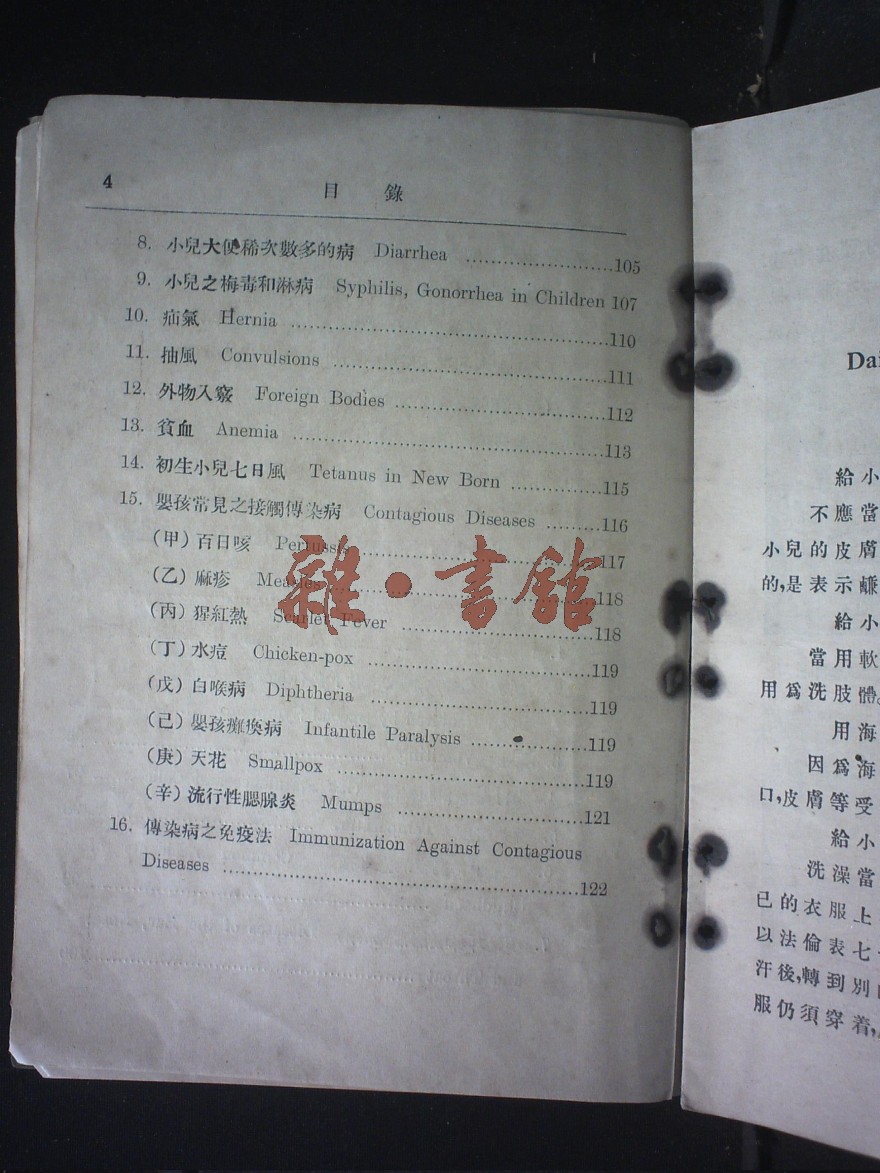 4
目 錄
8. 小兒大便稀次數多的病 Diarrhea ........................105
9. 小兒之梅毒和淋病 Syphilis, Gonorrhea in Children 107
10. 疝氣 Hernia ........................110
11. 抽風 Convulsions ........................111
12. 外物入竅 Foreign Bodies ........................112
13. 貧血 Anemia ........................113
14. 初生小兒七日風 Tetanus in New Born ........................115
15. 嬰孩常見之接觸傳染病 Contagious Diseases .........116
(甲) 百日咳 Pertussis ........................117
(乙) 麻疹 Measles ........................118
(丙) 猩紅熱 Scarlet Fever ........................118
(丁) 水痘 Chicken-pox ........................119
(戊) 白喉病 Diphtheria ........................119
(己) 嬰孩癱瘓病 Infantile Paralysis ........................119
(庚) 天花 Smallpox ........................119
(辛) 流行性腮腺炎 Mumps ........................121
16. 傳染病之免疫法 Immunization Against Contagious
Diseases ........................122
雜·書館
Dai
給小
不應當
小兒的皮膚
的,是表示
給小
當用軟
用爲洗肢體。
用海
因爲海
口,皮膚等受
給小
洗澡當
已的衣服上
以法倫表七
汗後,轉到別
服仍須穿着,